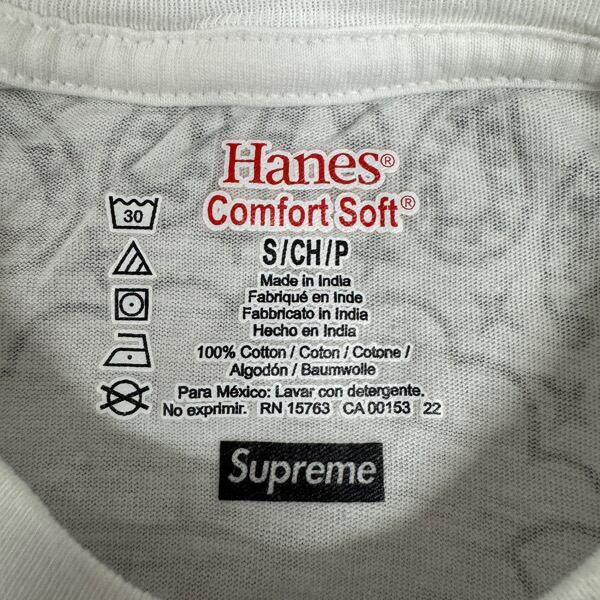 Hanes®
Comfort Soft®
30
S/CH/P
Made in India
Fabriqué en Inde
Fabbricato in India
Hecho en India
100% Cotton / Coton / Cotone /
Algodón / Baumwolle
Para México: Lavar con detergente.
No exprimir. RN 15763 CA 00153 22
Supreme